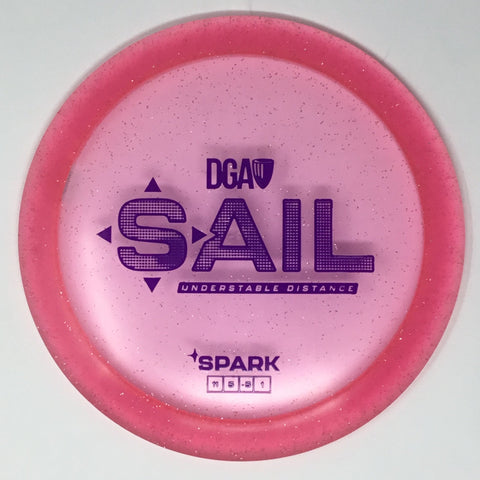 DGA
SAIL
UNDERSTABLE DISTANCE
SPARK